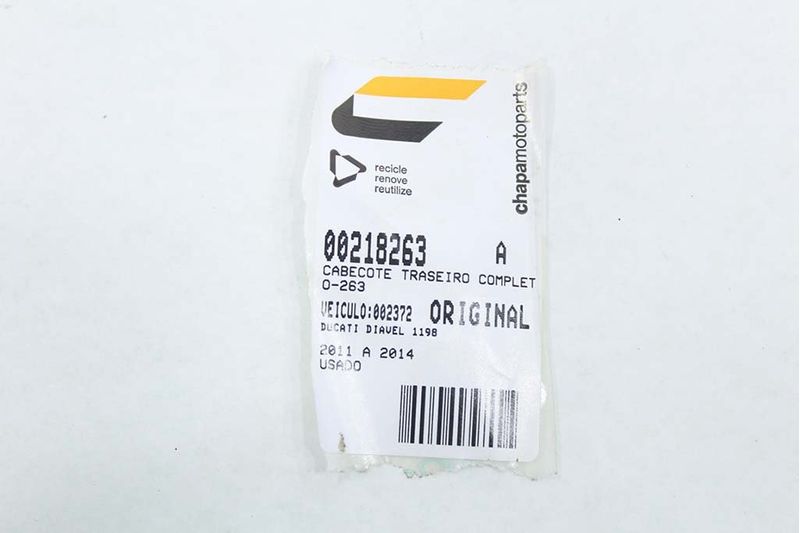 chapamotoparts
recicle
renove
reutilize
00218263 A
CABECOTE TRASEIRO COMPLET
O-263
VEICULO:002372 ORIGINAL
DUCATI DIAVEL 1198
2011 A 2014
USADO